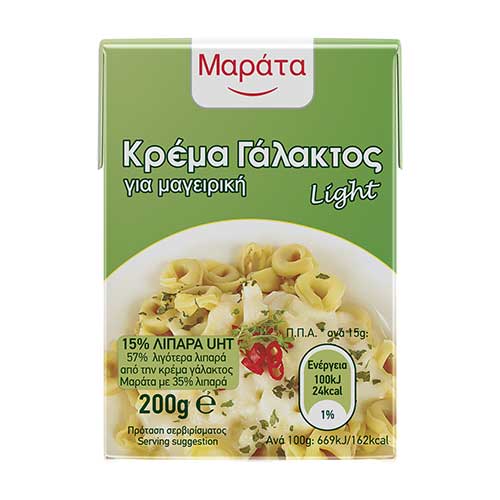 Μαράτα
Κρέμα Γάλακτος
για μαγειρική
Light
15% ΛΙΠΑΡΑ UHT
57% λιγότερα λιπαρά
από την κρέμα γάλακτος
Μαράτα με 35% λιπαρά
200g ℮
Πρόταση σερβιρίσματος
Serving suggestion
Π.Π.Α. * ανά 15g:
Ενέργεια
100kJ
24kcal
1%
Ανά 100g: 669kJ/162kcal